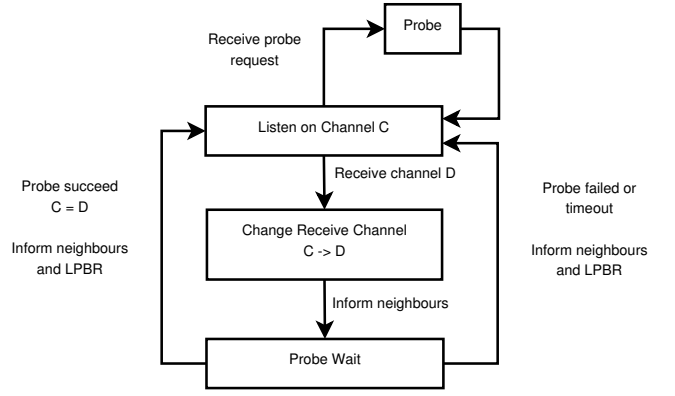 Probe
Receive probe
request
Listen on Channel C
Receive channel D
Probe succeed
C = D
Inform neighbours
and LPBR
Change Receive Channel
C -> D
Probe failed or
timeout
Inform neighbours
and LPBR
Inform neighbours
Probe Wait